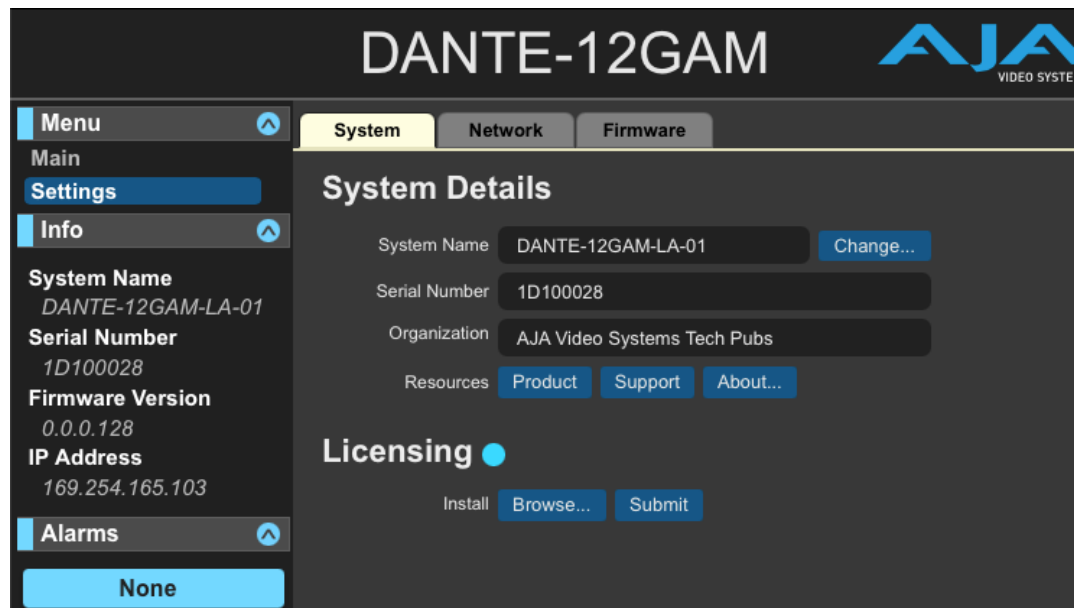 DANTE-12GAM
AJA
VIDEO SYSTE
Menu
Main
Settings
Info
System Name
DANTE-12GAM-LA-01
Serial Number
1D100028
Firmware Version
0.0.0.128
IP Address
169.254.165.103
Alarms
None
System Network Firmware
System Details
System Name DANTE-12GAM-LA-01 Change...
Serial Number 1D100028
Organization AJA Video Systems Tech Pubs
Resources Product Support About...
Licensing
Install Browse... Submit